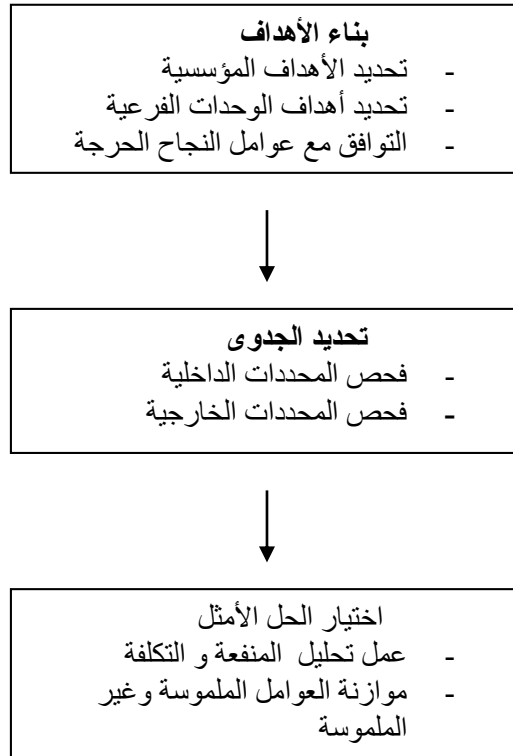 بناء الأهداف
- تحديد الأهداف المؤسسية
- تحديد أهداف الوحدات الفرعية
- التوافق مع عوامل النجاح الحرجة
تحديد الجدوى
- فحص المحددات الداخلية
- فحص المحددات الخارجية
اختيار الحل الأمثل
- عمل تحليل المنفعة و التكلفة
- موازنة العوامل الملموسة وغير
الملموسة